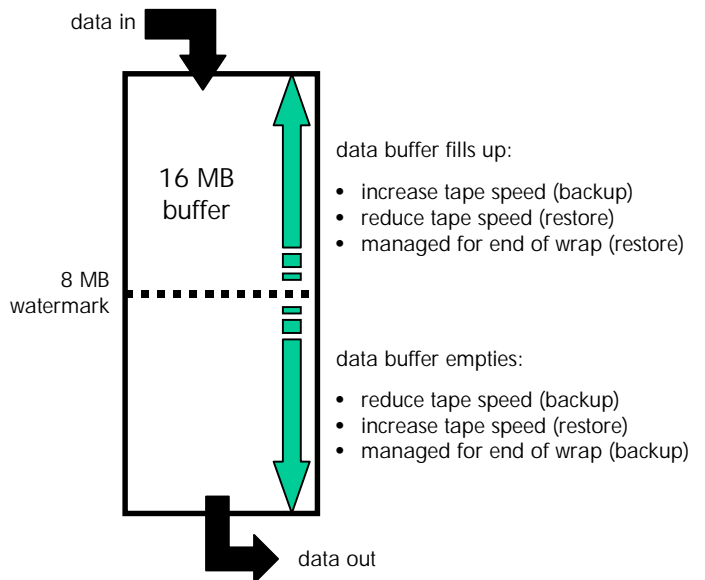 data in
16 MB
buffer
8 MB
watermark
data buffer fills up:
• increase tape speed (backup)
• reduce tape speed (restore)
• managed for end of wrap (restore)
data buffer empties:
• reduce tape speed (backup)
• increase tape speed (restore)
• managed for end of wrap (backup)
data out